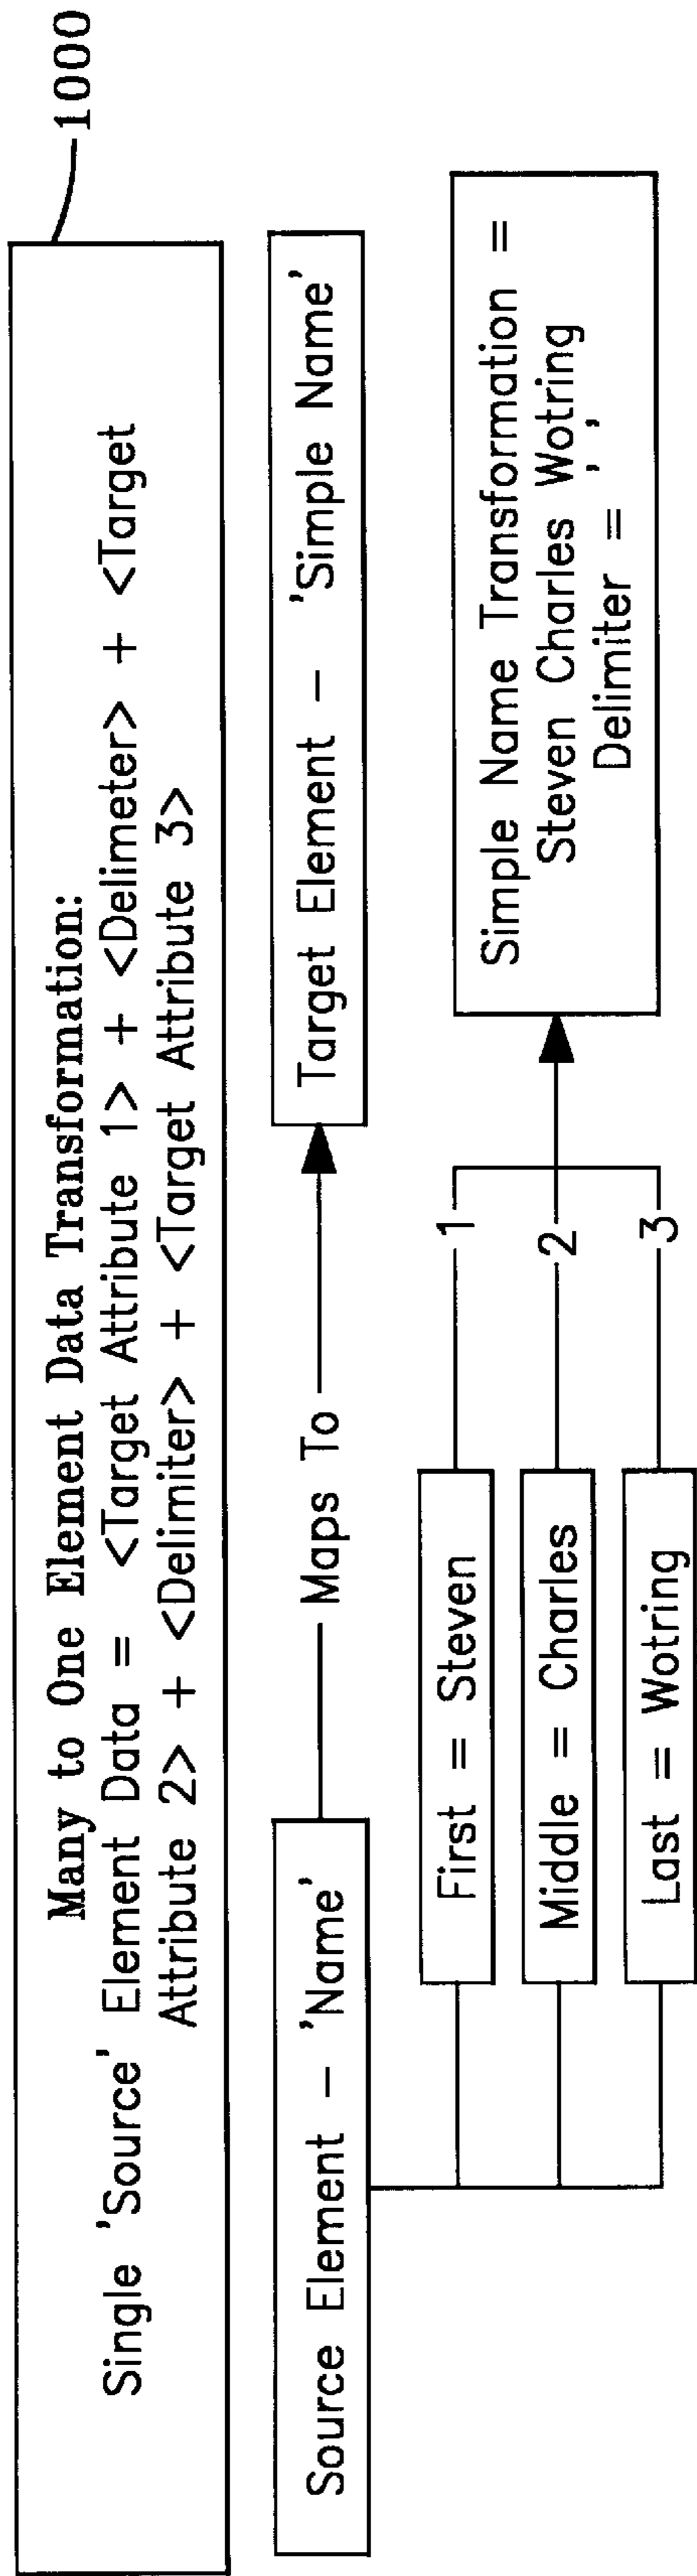 1000
Many to One Element Data Transformation:
Single 'Source' Element Data = <Target Attribute 1> + <Delimeter> + <Target
Attribute 2> + <Delimiter> + <Target Attribute 3>
Source Element – 'Name'
Maps To
Target Element – 'Simple Name'
First = Steven
1
Middle = Charles
2
Last = Wotring
3
Simple Name Transformation =
Steven Charles Wotring
Delimiter = ' '